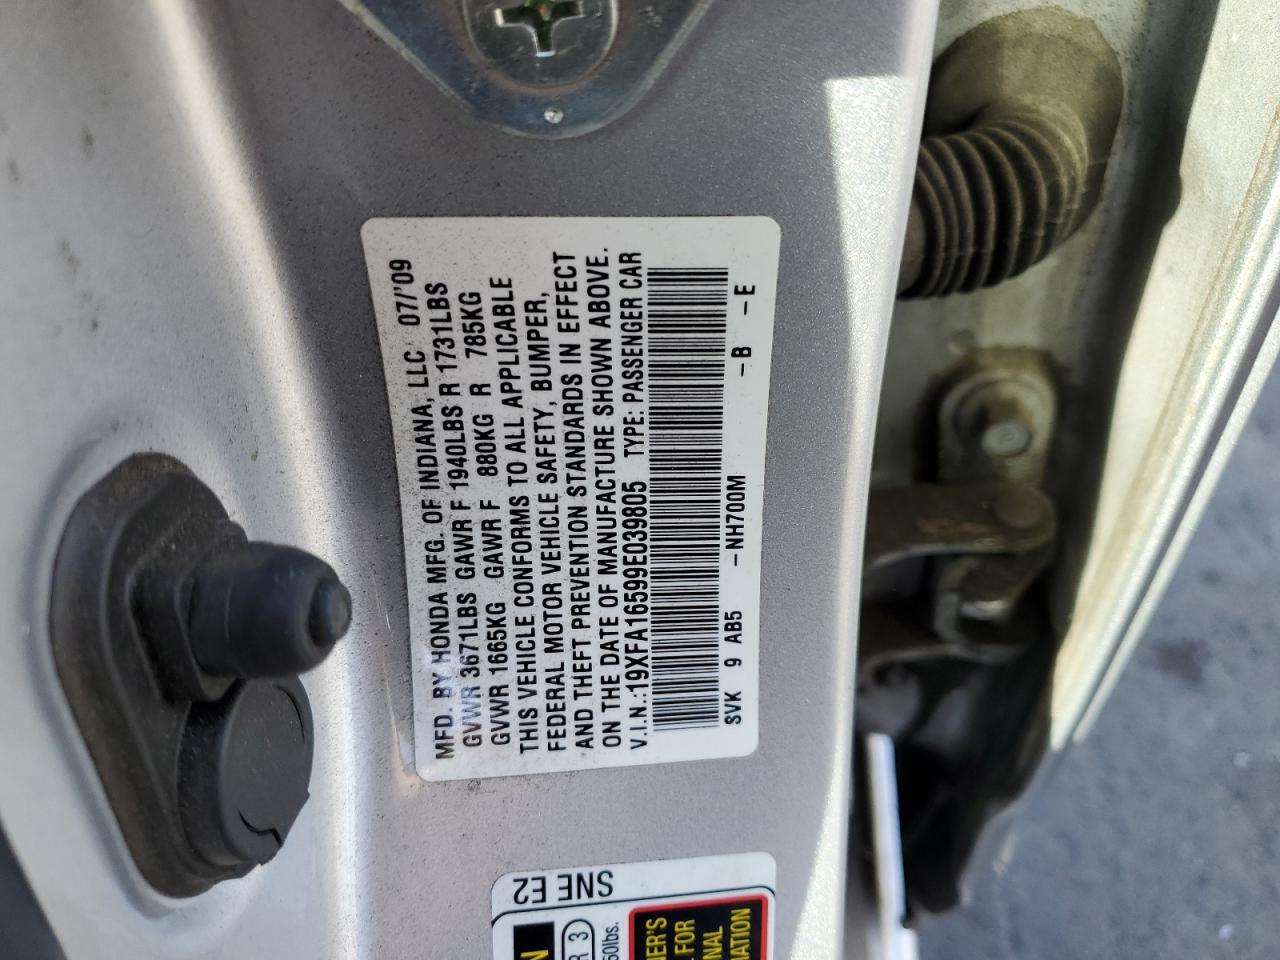 MFD. BY HONDA MFG. OF INDIANA, LLC 07/'09
GVWR 3671LBS GAWR F 1940LBS R 1731LBS
GVWR 1665KG GAWR F 880KG R 785KG
THIS VEHICLE CONFORMS TO ALL APPLICABLE
FEDERAL MOTOR VEHICLE SAFETY, BUMPER,
AND THEFT PREVENTION STANDARDS IN EFFECT
ON THE DATE OF MANUFACTURE SHOWN ABOVE.
V.I.N.:19XFA16599E039805 TYPE: PASSENGER CAR
SVK 9 AB5 -NH700M -B -E
SNE E2